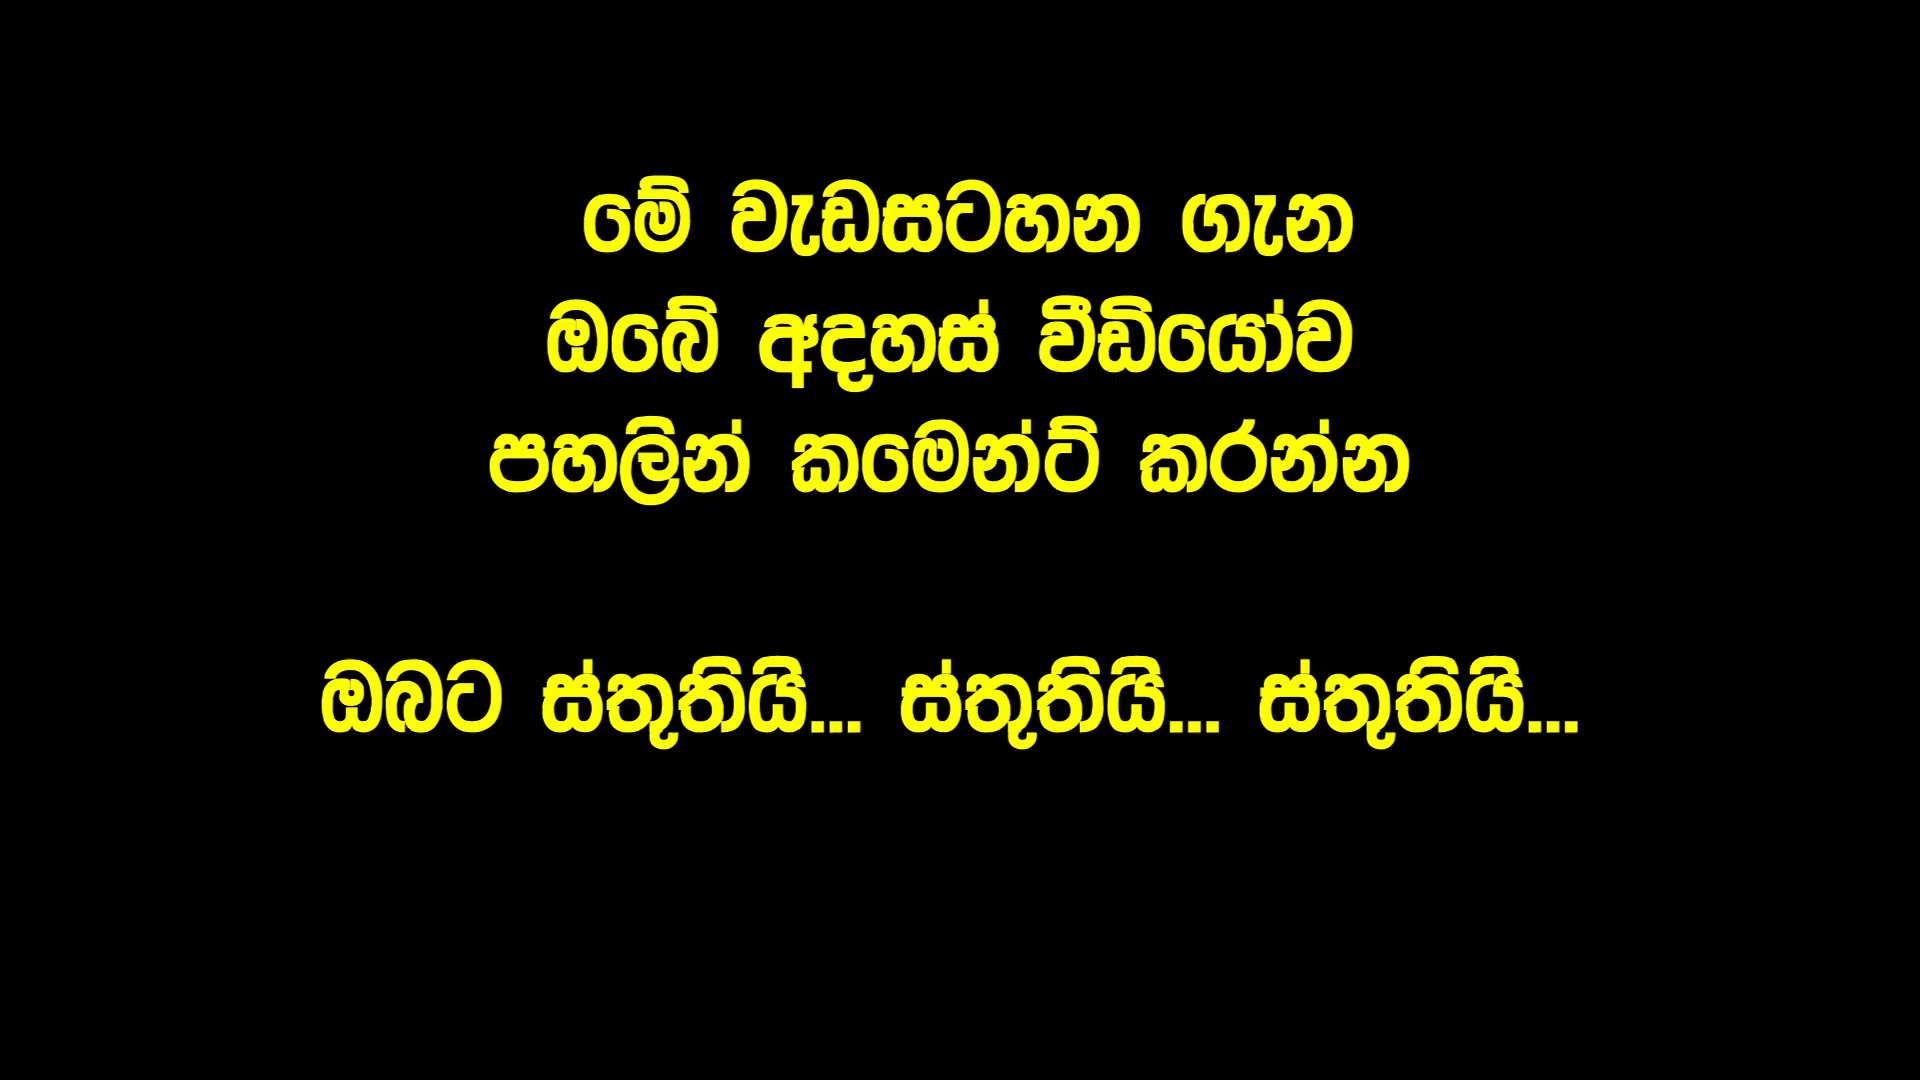 මේ වැඩසටහන ගැන
ඔබේ අදහස් වීඩියෝව
පහලින් කමෙන්ට් කරන්න
ඔබට ස්තුතියි... ස්තුතියි... ස්තුතියි...